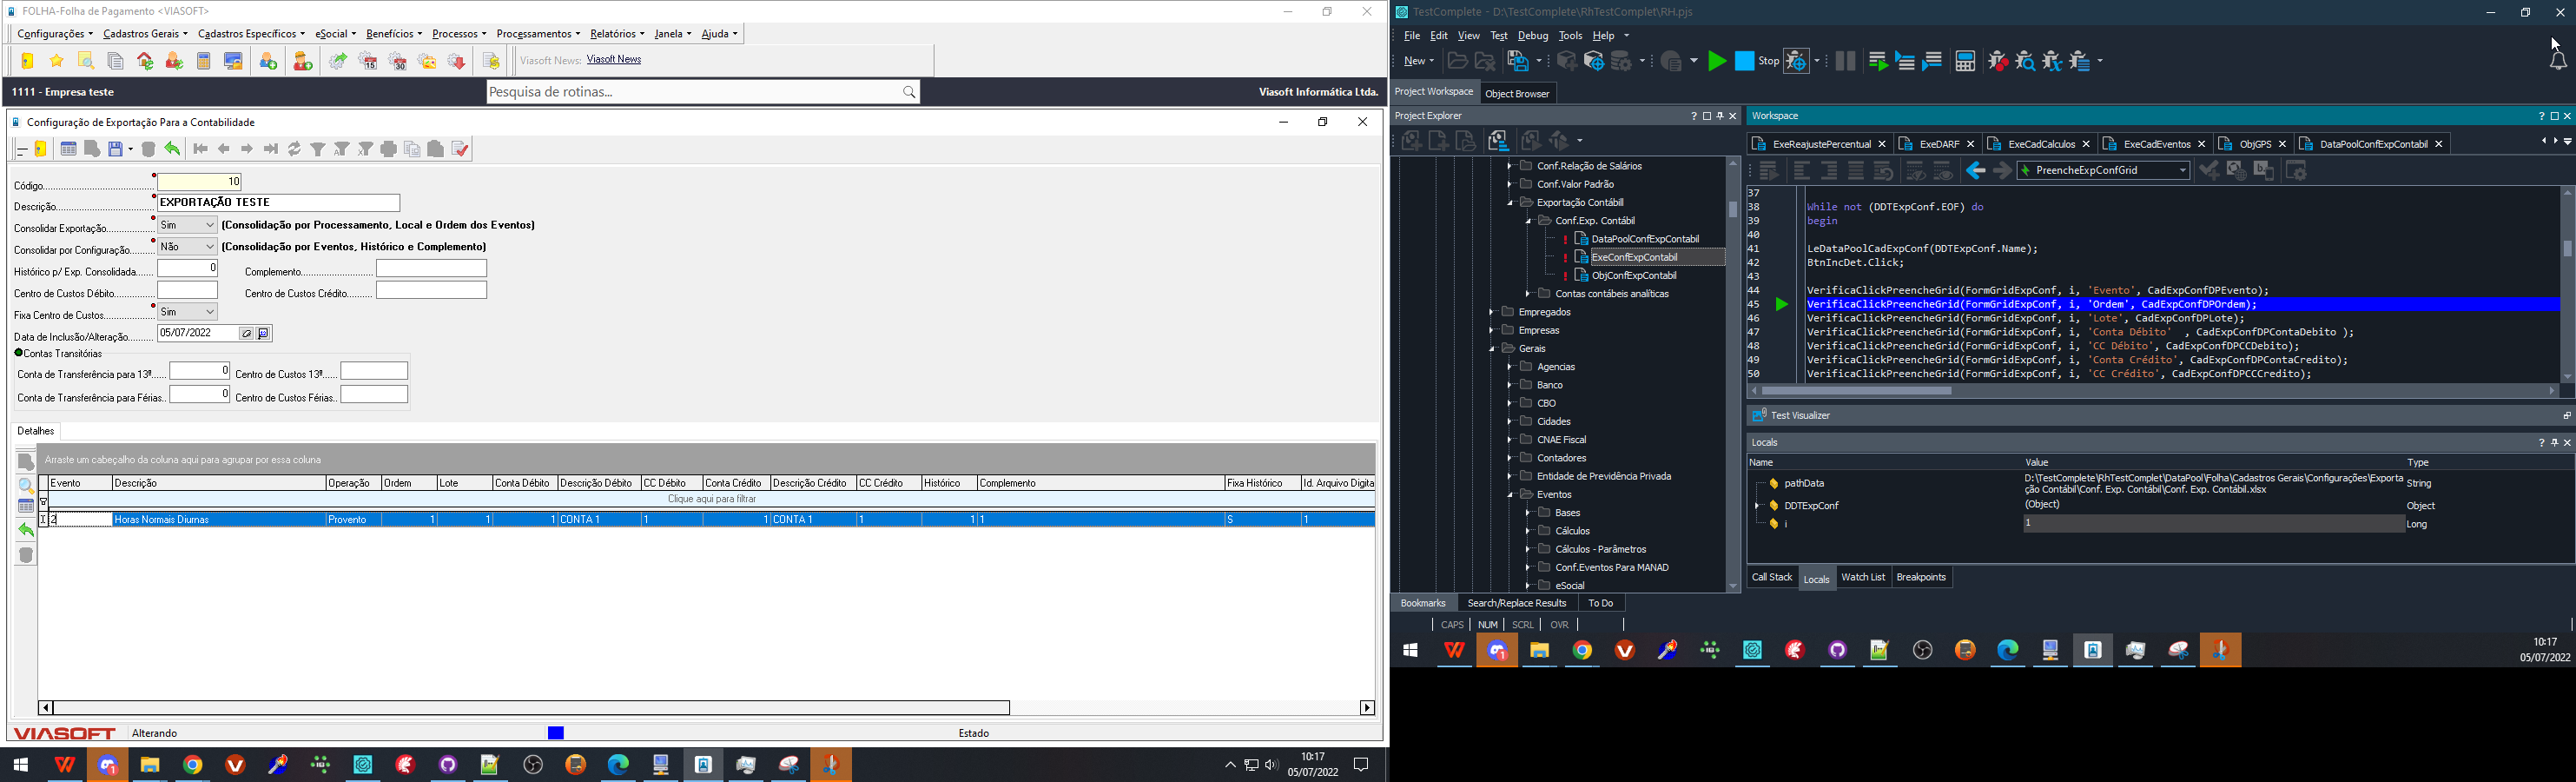 FOLHA-Folha de Pagamento <VIASOFT>
Configurações Cadastros Gerais Cadastros Específicos eSocial Benefícios Processos Processamentos Relatórios Janela Ajuda
Viasoft News: Viasoft News
1111 - Empresa teste
Pesquisa de rotinas...
Viasoft Informática Ltda.
Configuração de Exportação Para a Contabilidade
Código............................. 10
Descrição............................. EXPORTAÇÃO TESTE
Consolidar Exportação............ Sim (Consolidação por Processamento, Local e Ordem dos Eventos)
Consolidar por Configuração...... Não (Consolidação por Eventos, Histórico e Complemento)
Histórico p/ Exp. Consolidada...... 0 Complemento.........................
Centro de Custos Débito.............. Centro de Custos Crédito.........
Fixa Centro de Custos............ Sim
Data de Inclusão/Alteração......... 05/07/2022
Contas Transitórias
Conta de Transferência para 13º..... 0 Centro de Custos 13º......
Conta de Transferência para Férias.. 0 Centro de Custos Férias..
Detalhes
Arraste um cabeçalho da coluna aqui para agrupar por essa coluna
Evento Descrição Operação Ordem Lote Conta Débito Descrição Débito CC Débito Conta Crédito Descrição Crédito CC Crédito Histórico Complemento Fixa Histórico Id. Arquivo Digita
Clique aqui para filtrar
2 Horas Normais Diurnas Provento 1 1 1 CONTA 1 1 1 CONTA 1 1 1 1 S 1
VIASOFT Alterando Estado
10:17
05/07/2022
TestComplete - D:\TestComplete\RhTestComplet\RH.pjs
File Edit View Test Debug Tools Help
New Stop
Project Workspace Object Browser
Project Explorer
Conf.Relação de Salários
Conf.Valor Padrão
Exportação Contábill
Conf.Exp. Contábil
DataPoolConfExpContabil
ExeConfExpContabil
ObjConfExpContabil
Contas contábeis analíticas
Empregados
Empresas
Gerais
Agencias
Banco
CBO
Cidades
CNAE Fiscal
Contadores
Entidade de Previdência Privada
Eventos
Bases
Cálculos
Cálculos - Parâmetros
Conf.Eventos Para MANAD
eSocial
Bookmarks Search/Replace Results To Do
CAPS NUM SCRL OVR
Workspace
ExeReajustePercentual ExeDARF ExeCadCalculos ExeCadEventos ObjGPS DataPoolConfExpContabil
PreencheExpConfGrid
37
38 While not (DDTExpConf.EOF) do
39 begin
40
41 LeDataPoolCadExpConf(DDTExpConf.Name);
42 BtnIncDet.Click;
43
44 VerificaClickPreencheGrid(FormGridExpConf, i, 'Evento', CadExpConfDPEvento);
45 VerificaClickPreencheGrid(FormGridExpConf, i, 'Ordem', CadExpConfDPOrdem);
46 VerificaClickPreencheGrid(FormGridExpConf, i, 'Lote', CadExpConfDPLote);
47 VerificaClickPreencheGrid(FormGridExpConf, i, 'Conta Débito' , CadExpConfDPContaDebito );
48 VerificaClickPreencheGrid(FormGridExpConf, i, 'CC Débito', CadExpConfDPCCDebito);
49 VerificaClickPreencheGrid(FormGridExpConf, i, 'Conta Crédito', CadExpConfDPContaCredito);
50 VerificaClickPreencheGrid(FormGridExpConf, i, 'CC Crédito', CadExpConfDPCCCredito);
Test Visualizer
Locals
Name Value Type
pathData D:\TestComplete\RhTestComplet\DataPool\Folha\Cadastros Gerais\Configurações\Exporta
ção Contábil\Conf. Exp. Contábil\Conf. Exp. Contábil.xlsx String
DDTExpConf (Object) Object
i 1 Long
Call Stack Locals Watch List Breakpoints
10:17
05/07/2022